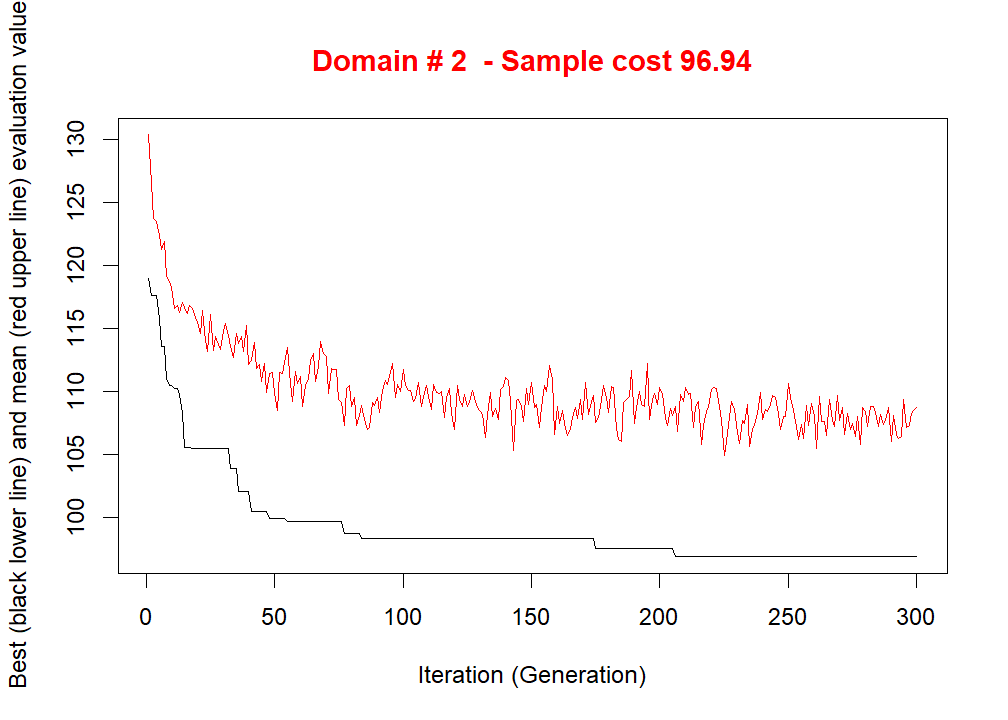 Domain # 2  - Sample cost 96.94
Best (black lower line) and mean (red upper line) evaluation value
130
125
120
115
110
105
100
0 50 100 150 200 250 300
Iteration (Generation)